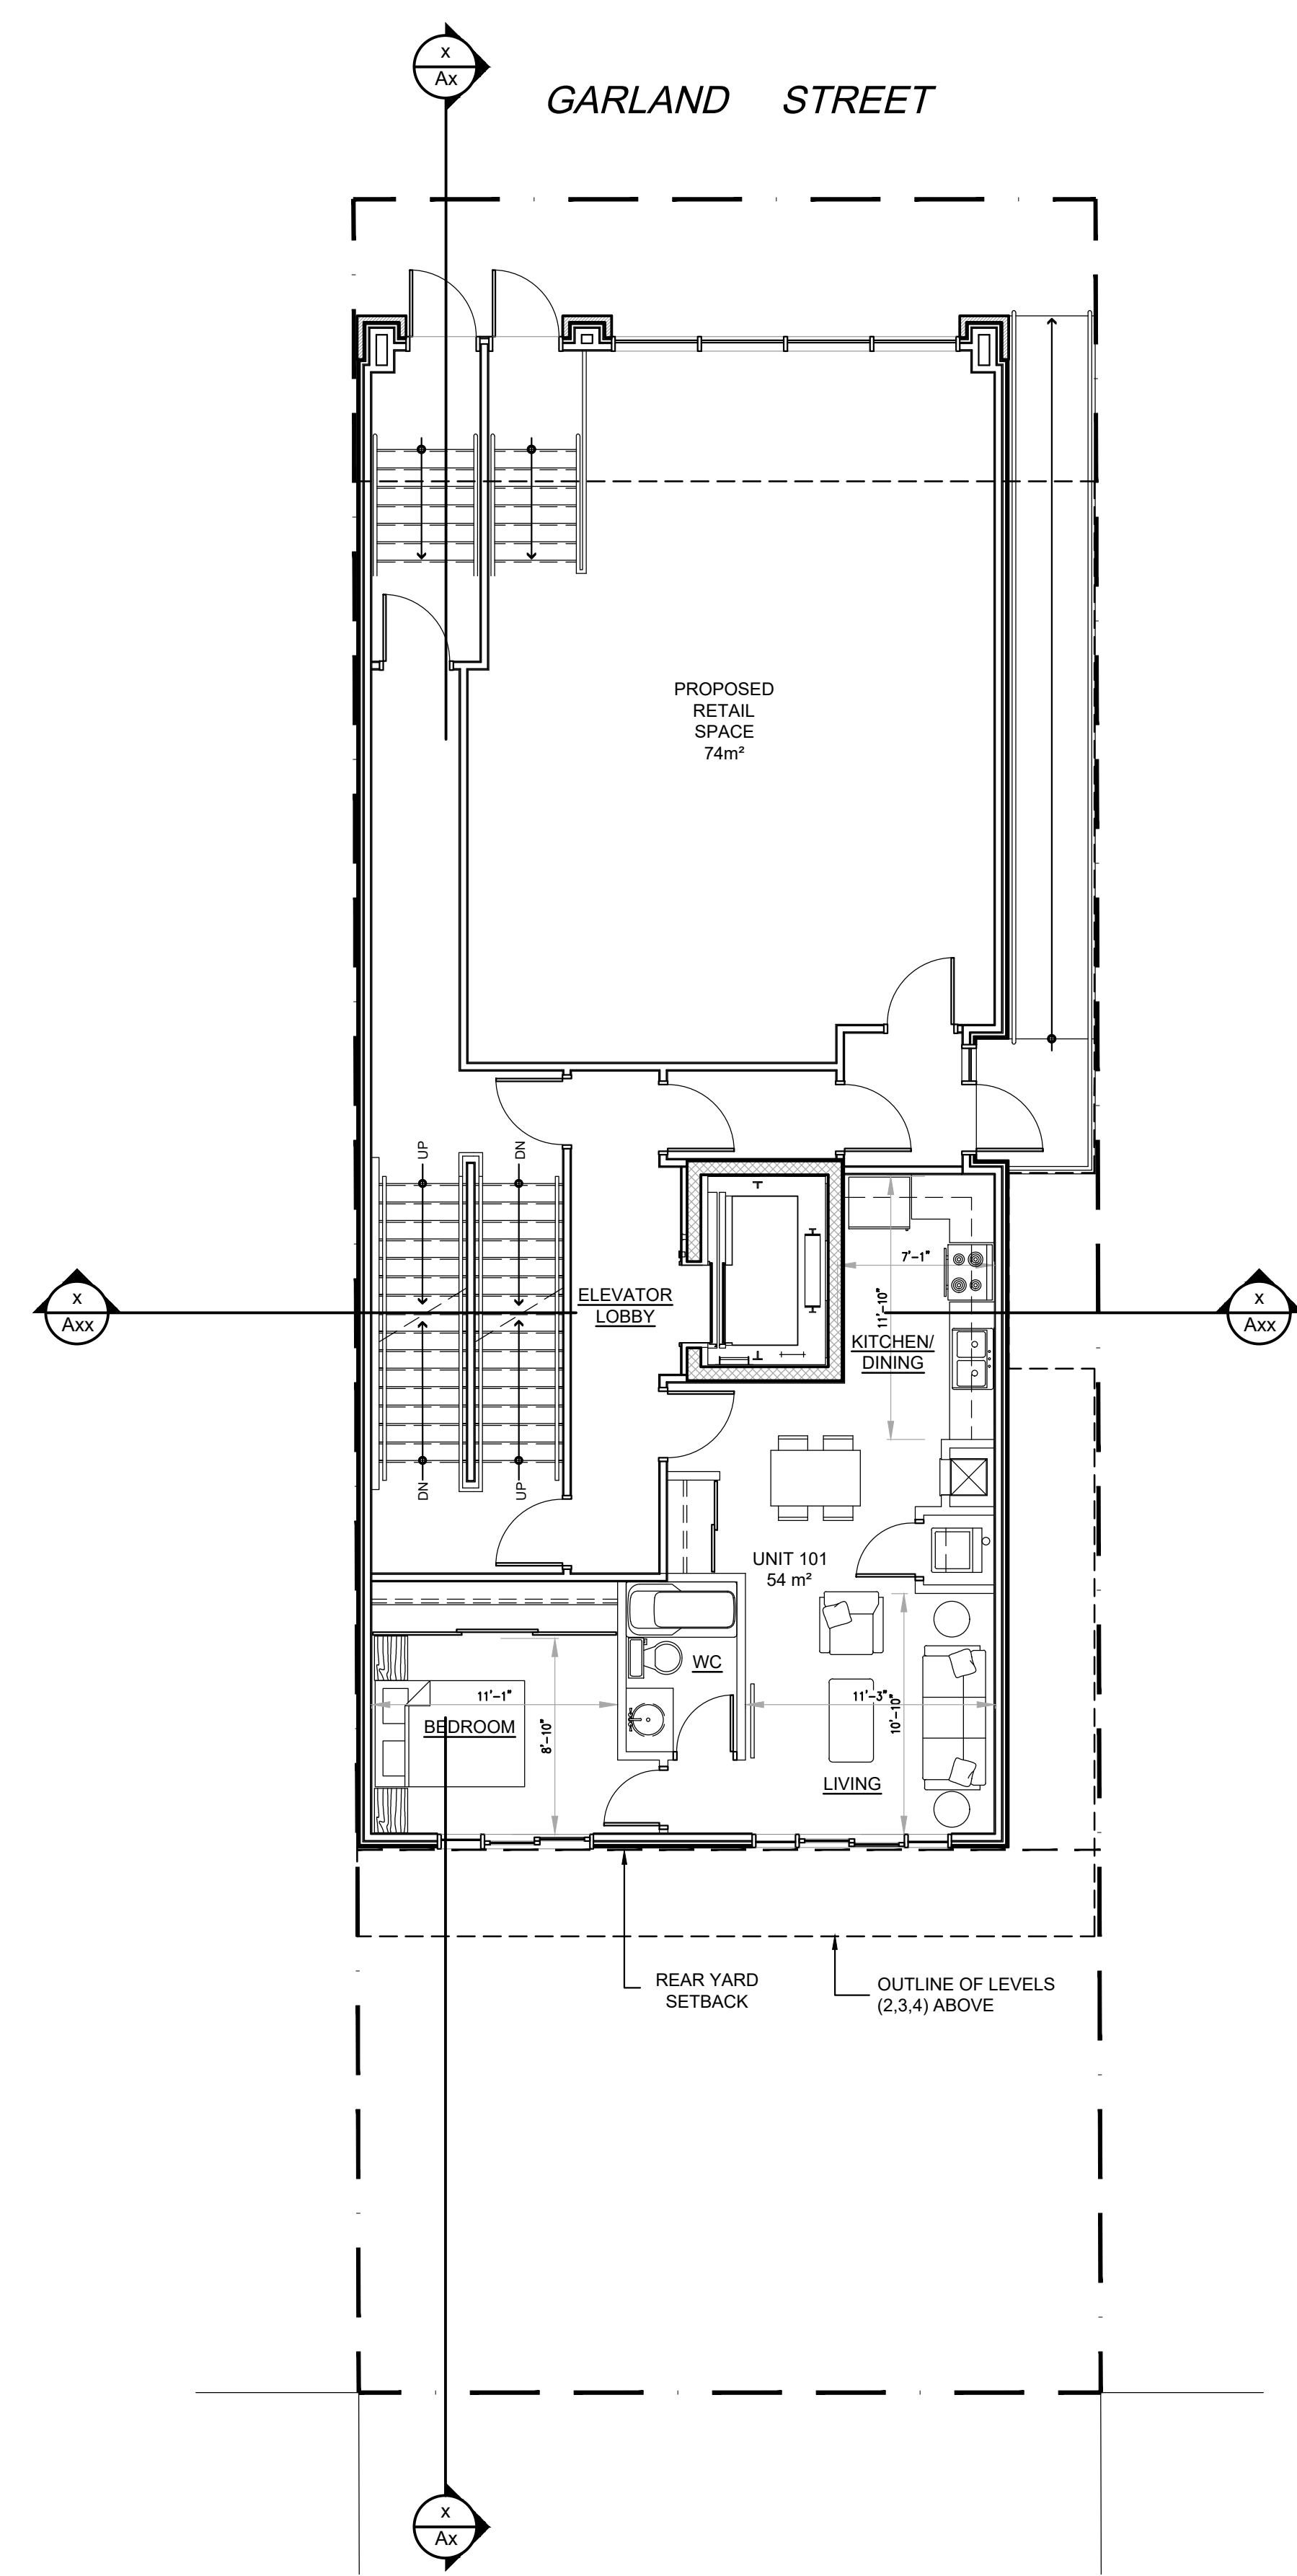 x
Ax
GARLAND STREET
PROPOSED
RETAIL
SPACE
74m²
UP
DN
7'-1"
11'-10"
ELEVATOR
LOBBY
x
Axx
x
Axx
KITCHEN/
DINING
DN
UP
UNIT 101
54 m²
WC
11'-1"
BEDROOM
8'-10"
11'-3"
10'-10"
LIVING
REAR YARD
SETBACK
OUTLINE OF LEVELS
(2,3,4) ABOVE
x
Ax